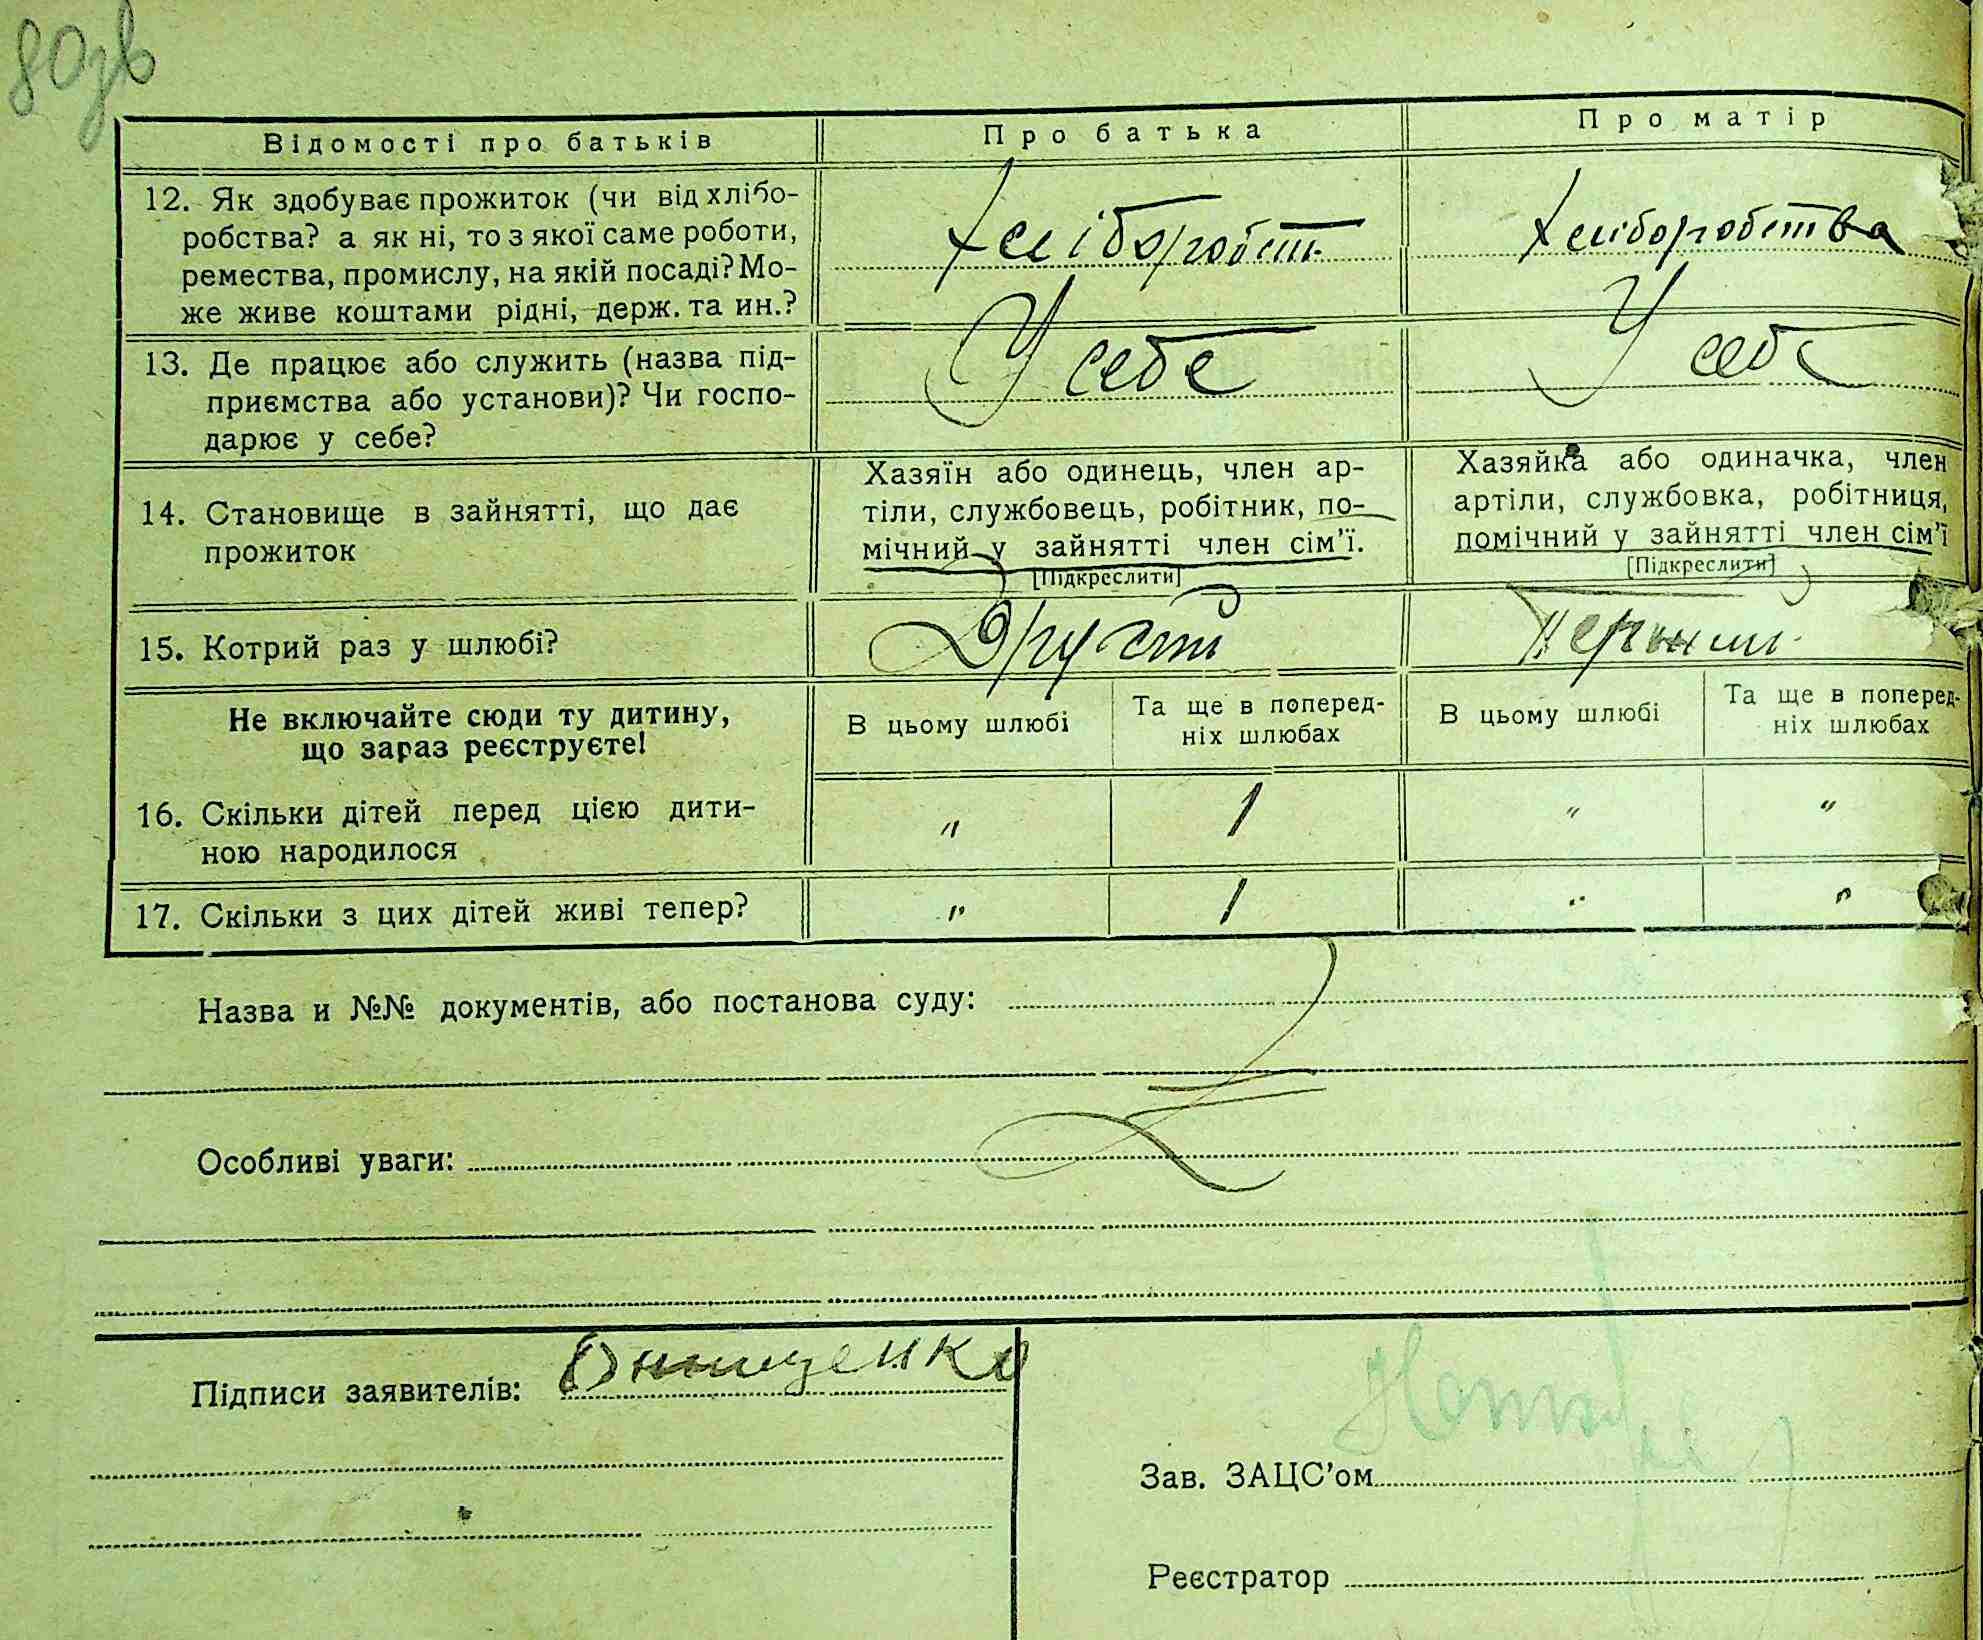 80зв
Відомості про батьків
Про батька
Про матір
12. Як здобуває прожиток (чи від хлібо-
робства? а як ні, то з якої саме роботи,
ремества, промислу, на якій посаді? Мо-
же живе коштами рідні, держ. та ин.?
Хліборобств
Хліборобства
13. Де працює або служить (назва під-
приємства або установи)? Чи госпо-
дарює у себе?
У себе
У себе
14. Становище в зайнятті, що дає
прожиток
Хазяїн або одинець, член ар-
тіли, службовець, робітник, по-
мічний у зайнятті член сім'ї.
[Підкреслити]
Хазяйка або одиначка, член
артіли, службовка, робітниця,
помічний у зайнятті член сім'ї
[Підкреслити]
15. Котрий раз у шлюбі?
Другий
Первий
Не включайте сюди ту дитину,
що зараз реєструєте!
В цьому шлюбі
Та ще в поперед-
ніх шлюбах
В цьому шлюбі
Та ще в поперед-
ніх шлюбах
16. Скільки дітей перед цією дити-
ною народилося
" 1 " "
17. Скільки з цих дітей живі тепер?
" 1 " "
Назва и №№ документів, або постанова суду:
Особливі уваги:
Підписи заявителів: Онищенко
Зав. ЗАЦС'ом
Реєстратор